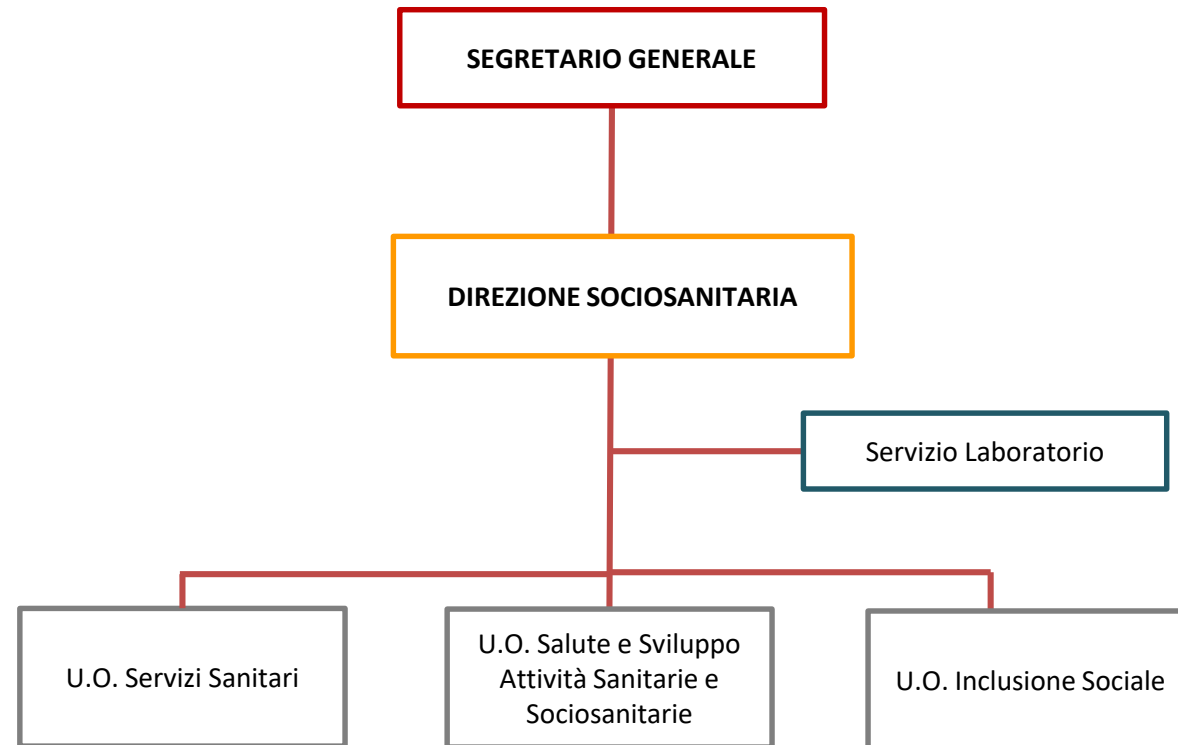 SEGRETARIO GENERALE
DIREZIONE SOCIOSANITARIA
Servizio Laboratorio
U.O. Servizi Sanitari
U.O. Salute e Sviluppo
Attività Sanitarie e
Sociosanitarie
U.O. Inclusione Sociale